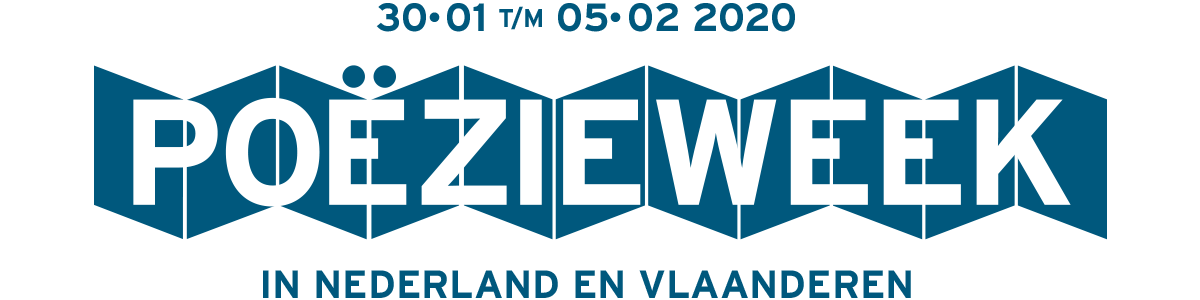 30•01 T/M 05•02 2020
POËZIEWEEK
IN NEDERLAND EN VLAANDEREN